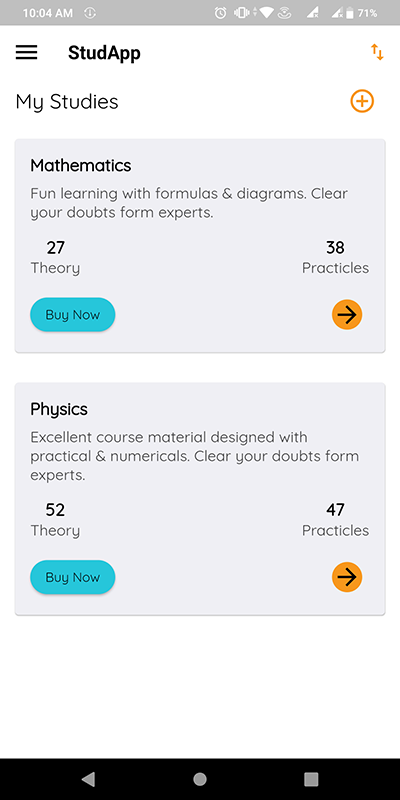 10:04 AM 71%
StudApp
My Studies
Mathematics
Fun learning with formulas & diagrams. Clear
your doubts form experts.
27 38
Theory Practicles
Buy Now
Physics
Excellent course material designed with
practical & numericals. Clear your doubts form
experts.
52 47
Theory Practicles
Buy Now